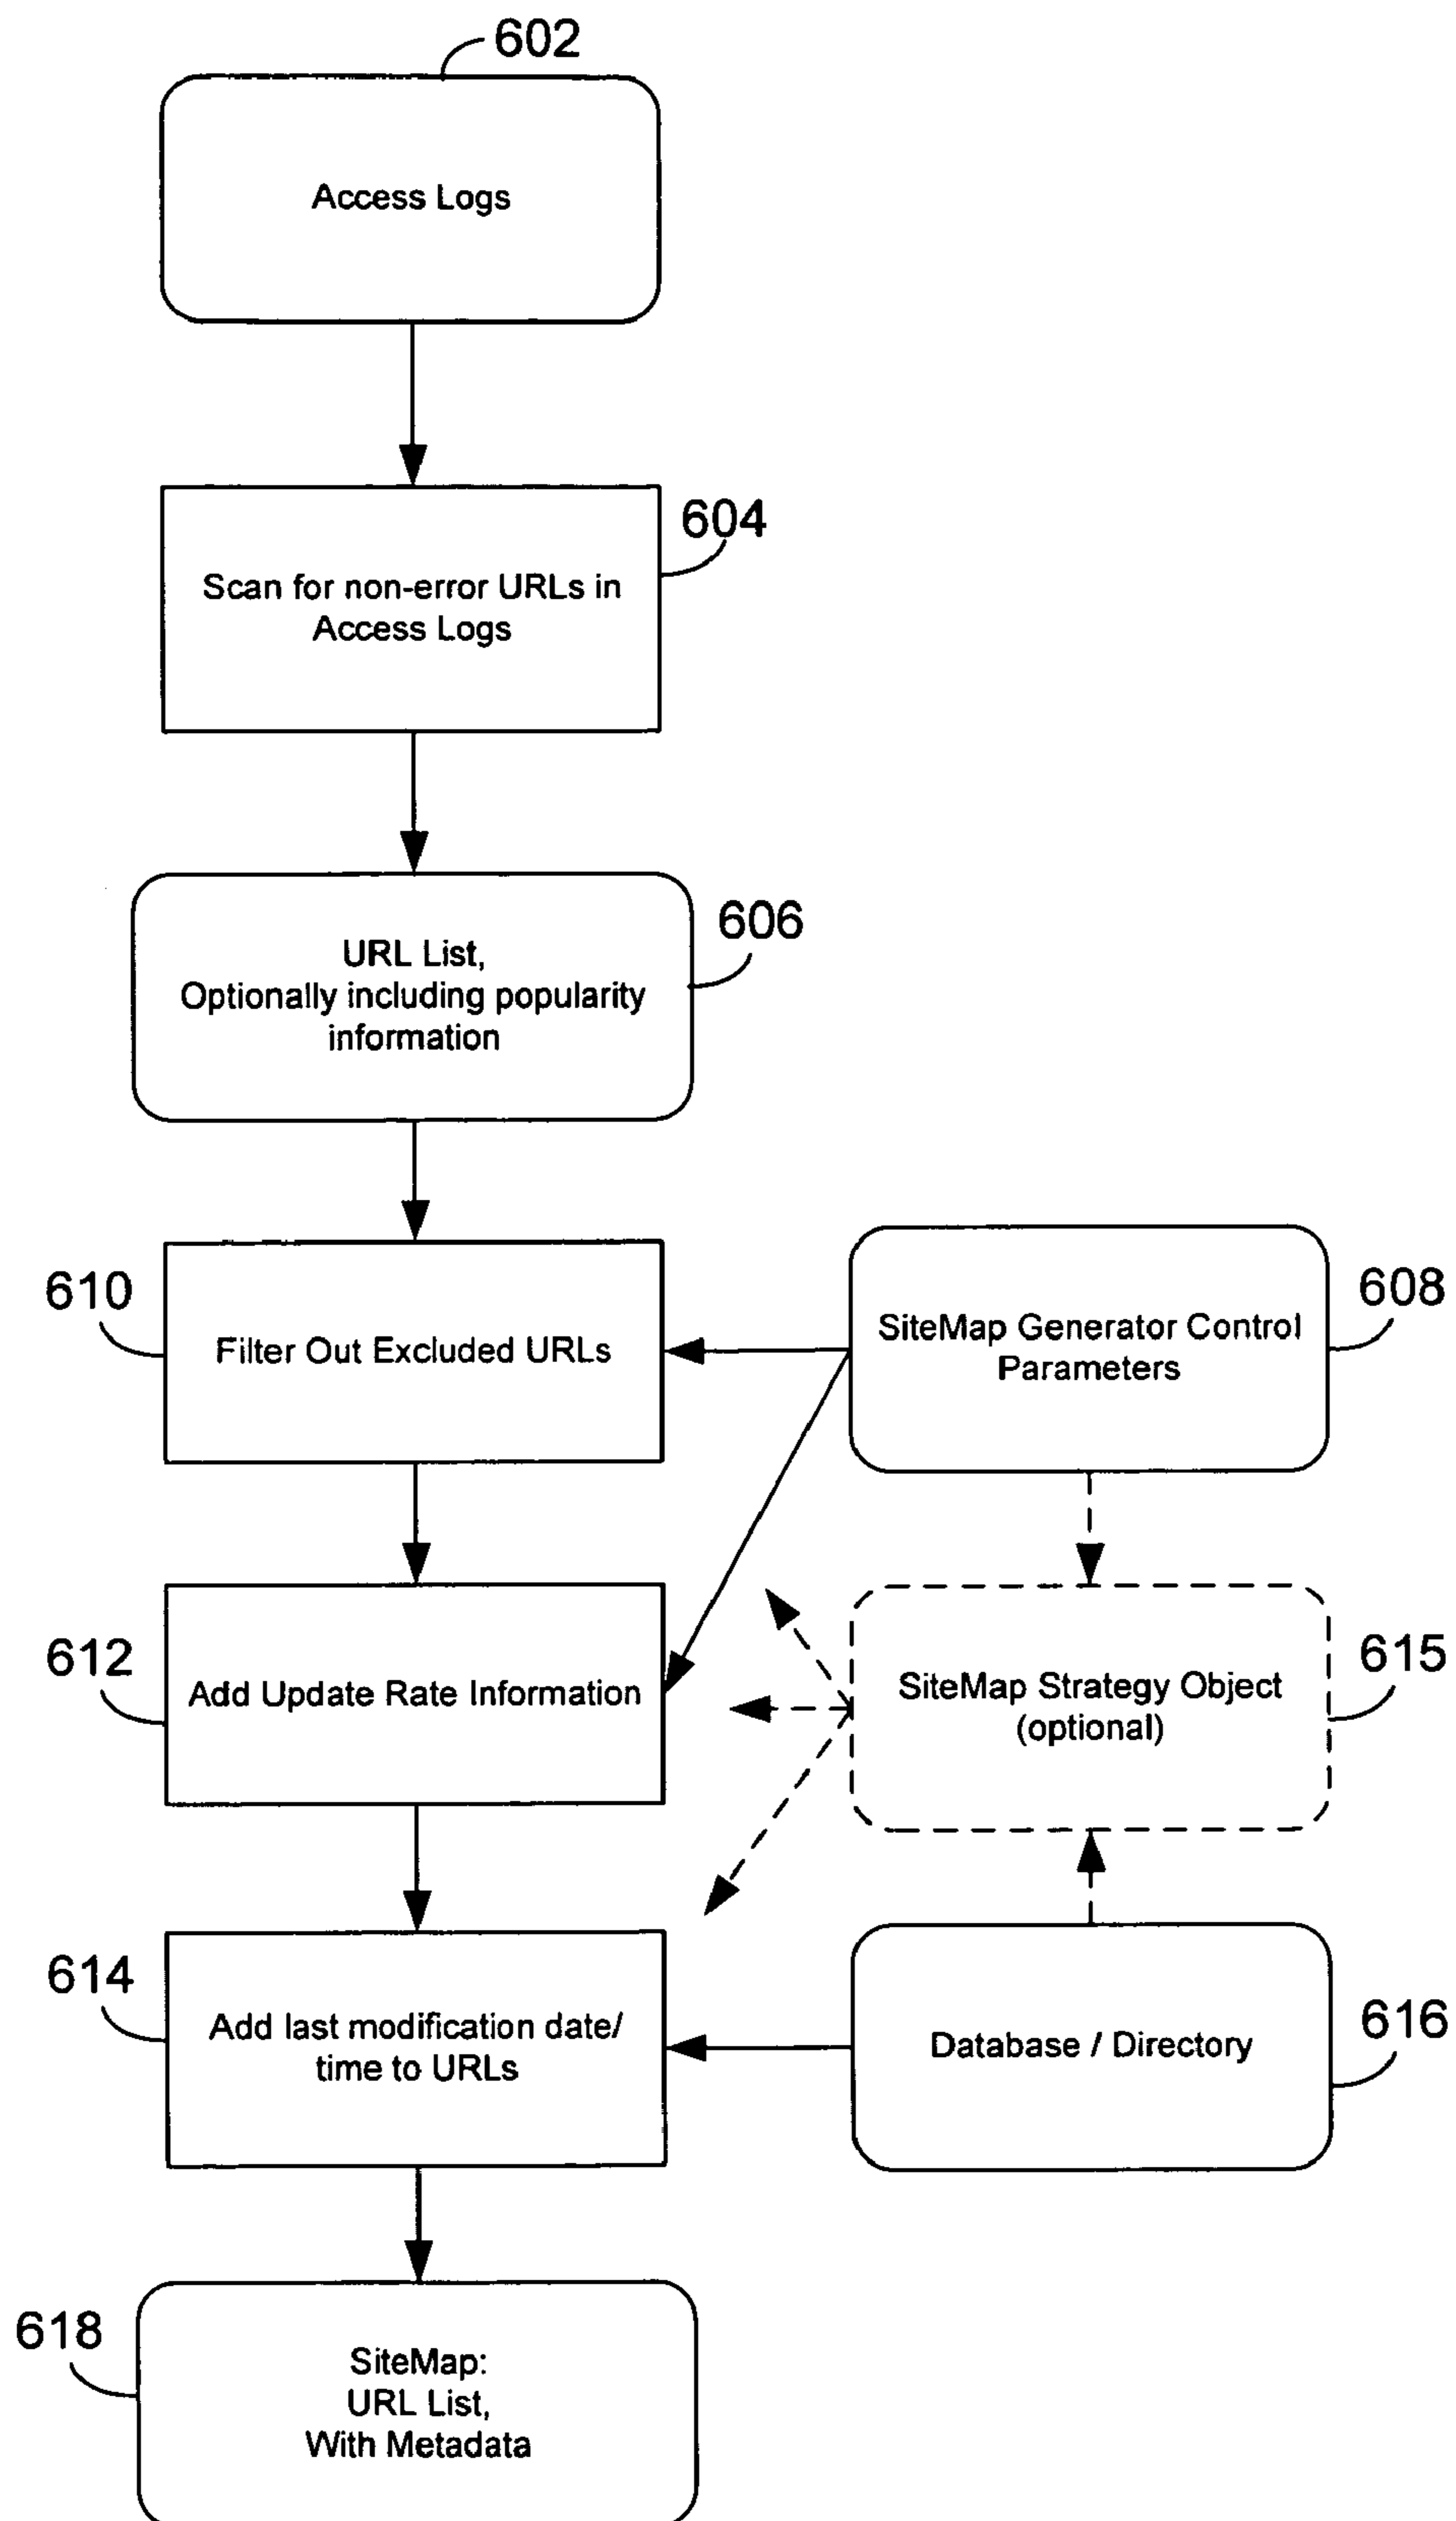 602
Access Logs
604
Scan for non-error URLs in
Access Logs
606
URL List,
Optionally including popularity
information
610
Filter Out Excluded URLs
608
SiteMap Generator Control
Parameters
612
Add Update Rate Information
615
SiteMap Strategy Object
(optional)
614
Add last modification date/
time to URLs
616
Database / Directory
618
SiteMap:
URL List,
With Metadata